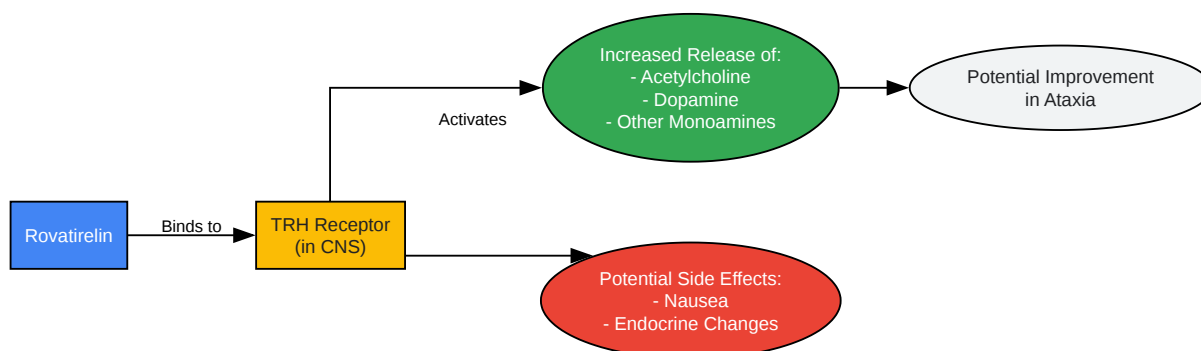 Rovatirelin
Binds to
TRH Receptor
(in CNS)
Activates
Increased Release of:
- Acetylcholine
- Dopamine
- Other Monoamines
Potential Improvement
in Ataxia
Potential Side Effects:
- Nausea
- Endocrine Changes